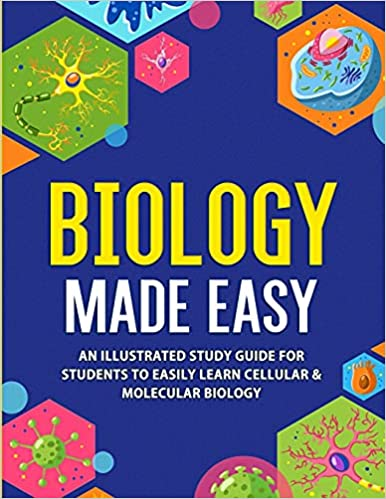 BIOLOGY
MADE EASY
AN ILLUSTRATED STUDY GUIDE FOR
STUDENTS TO EASILY LEARN CELLULAR &
MOLECULAR BIOLOGY